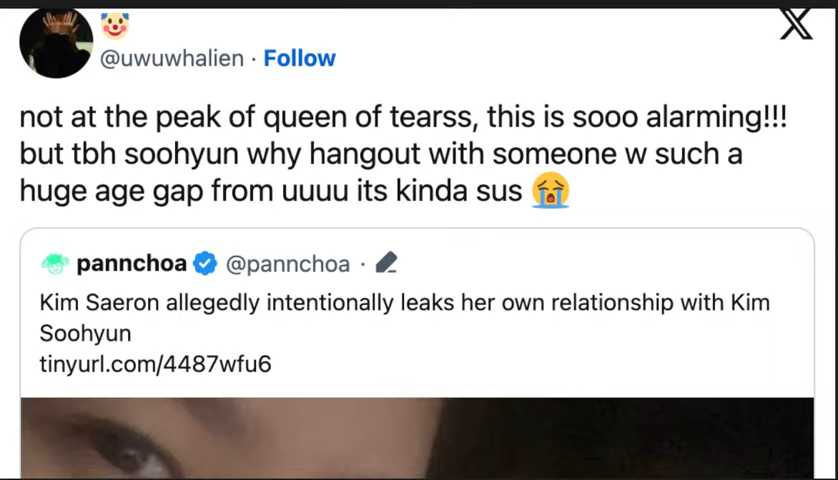 @uwuwhalien · Follow
not at the peak of queen of tearss, this is sooo alarming!!!
but tbh soohyun why hangout with someone w such a
huge age gap from uuuu its kinda sus 😭
pannchoa @pannchoa ·
Kim Saeron allegedly intentionally leaks her own relationship with Kim
Soohyun
tinyurl.com/4487wfu6